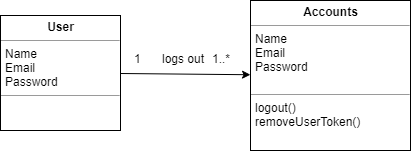 User
Name
Email
Password
1 logs out 1..*
Accounts
Name
Email
Password
logout()
removeUserToken()